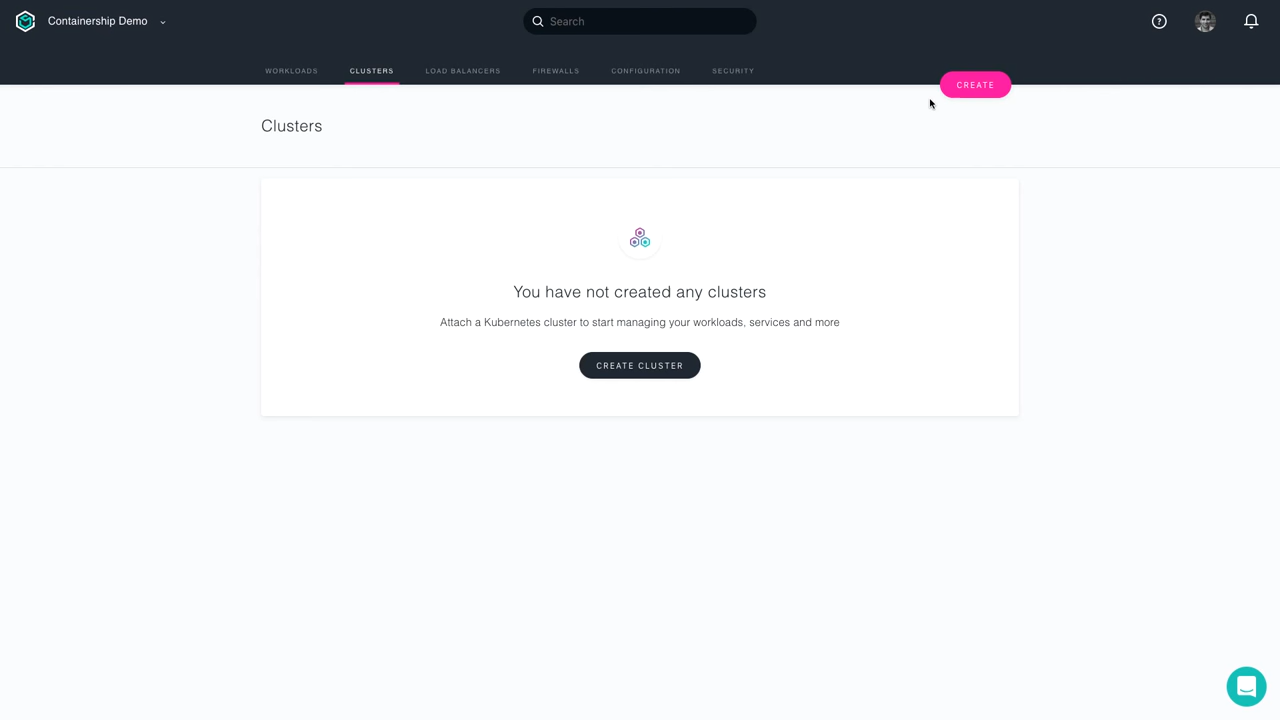 Containership Demo
Search
?
WORKLOADS
CLUSTERS
LOAD BALANCERS
FIREWALLS
CONFIGURATION
SECURITY
CREATE
Clusters
You have not created any clusters
Attach a Kubernetes cluster to start managing your workloads, services and more
CREATE CLUSTER